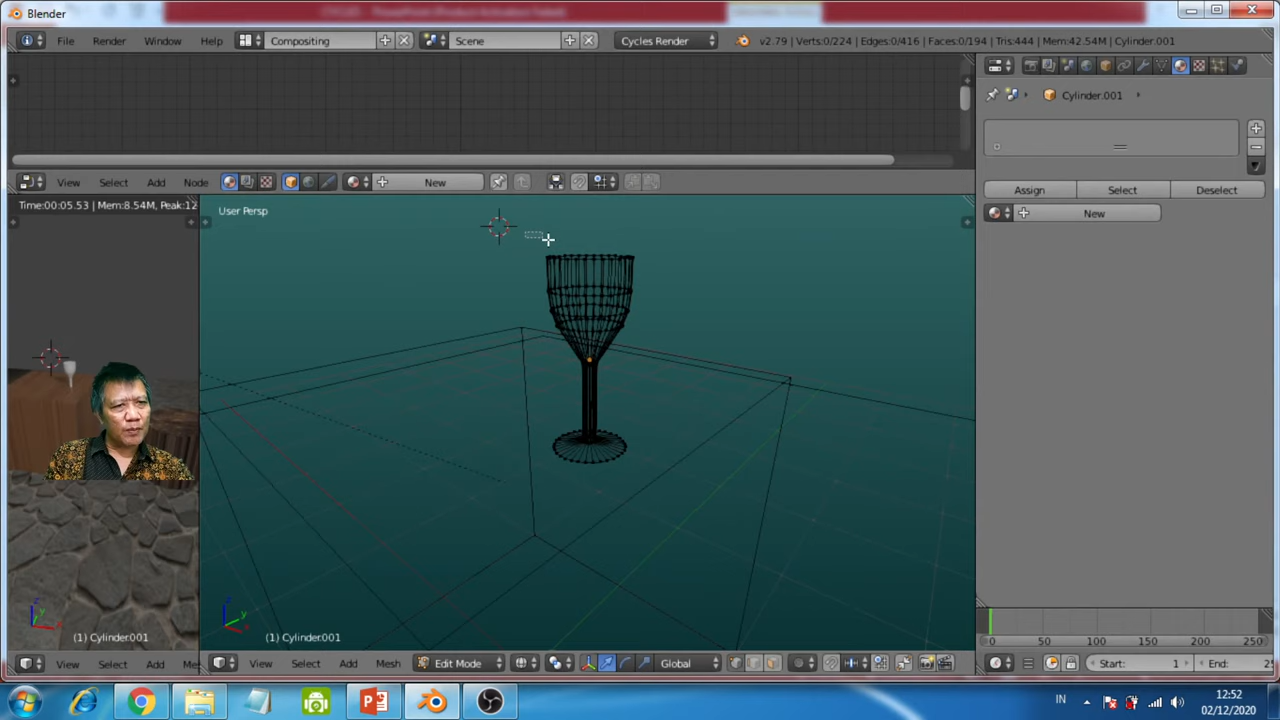 Blender
File Render Window Help Compositing Scene Cycles Render v2.79 | Verts:0/224 | Edges:0/416 | Faces:0/194 | Tris:444 | Mem:42.54M | Cylinder.001
Cylinder.001
View Select Add Node New
Assign Select Deselect
New
Time:00:05.53 | Mem:8.54M, Peak:12
User Persp
(1) Cylinder.001
(1) Cylinder.001
0 50 100 150 200 250
View Select Add Me
View Select Add Mesh Edit Mode Global
Start: 1 End: 25
IN
12:52
02/12/2020